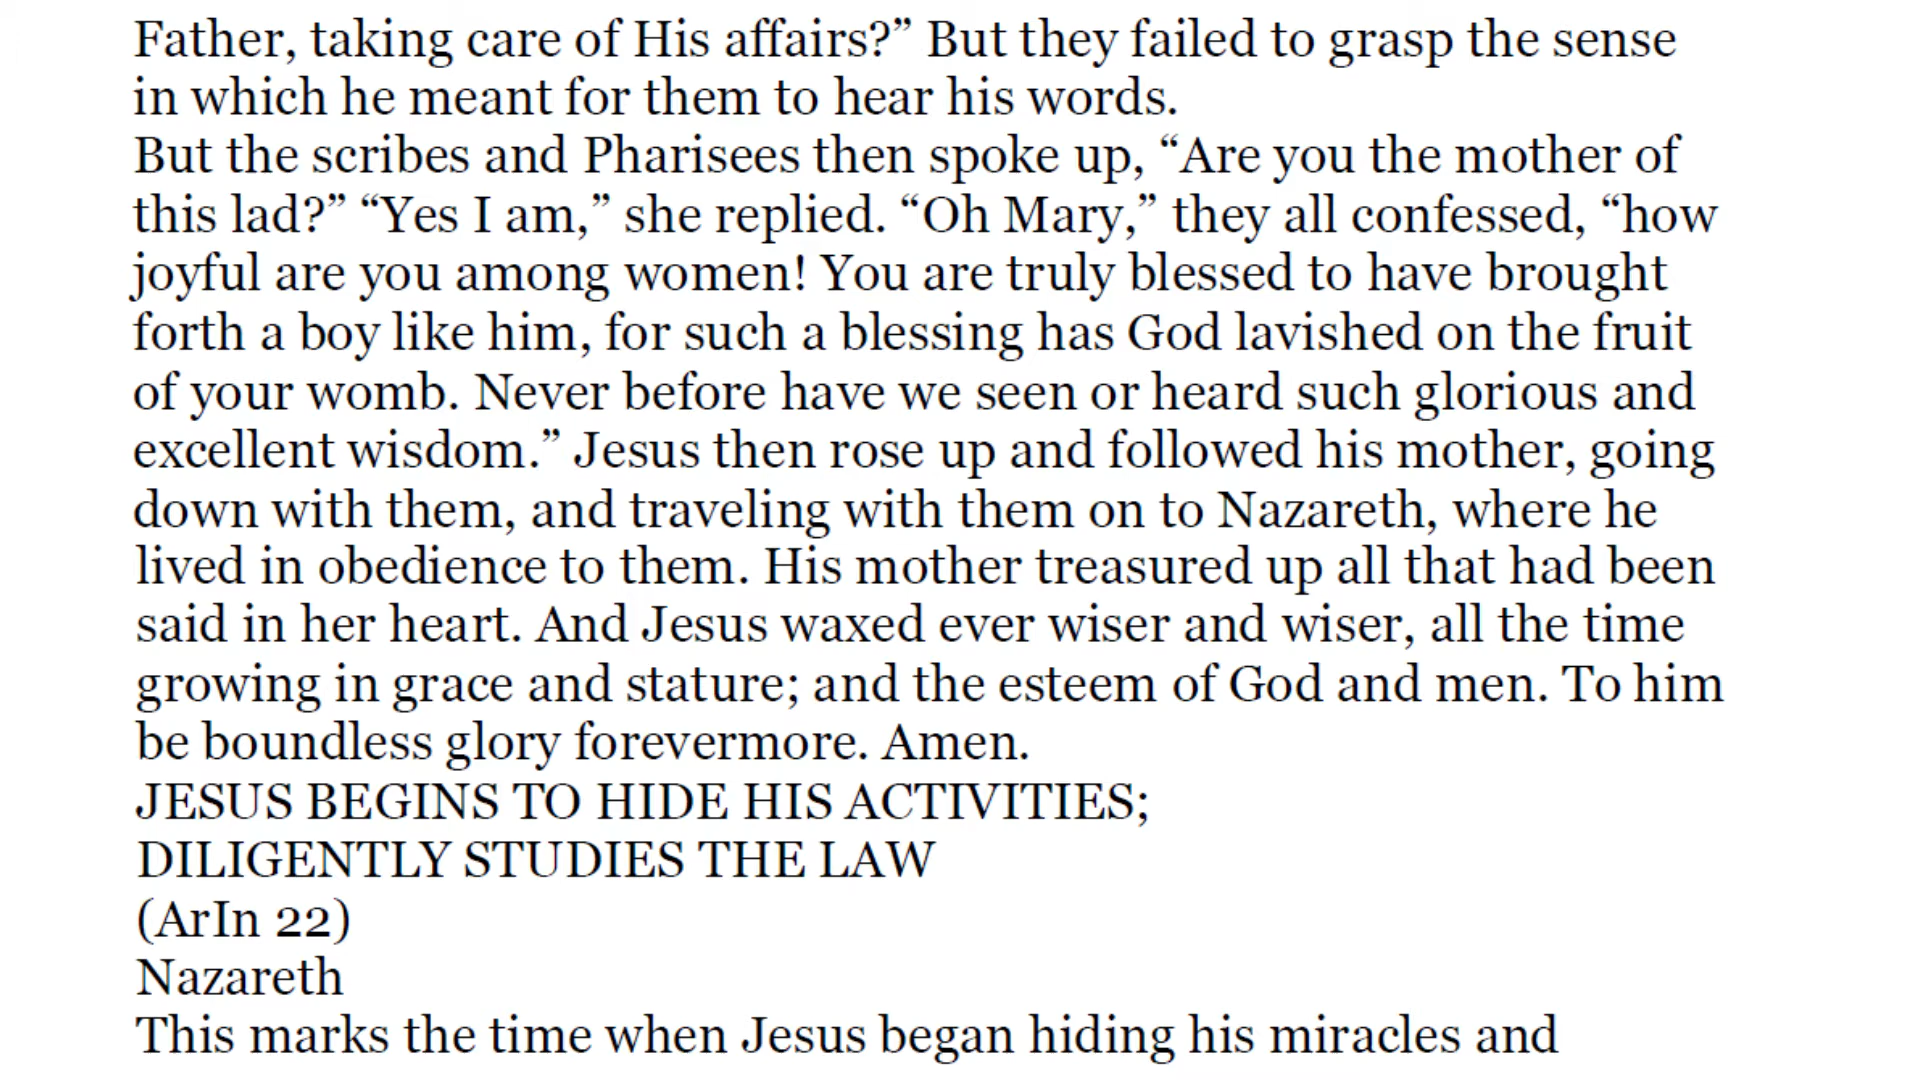 Father, taking care of His affairs?” But they failed to grasp the sense
in which he meant for them to hear his words.
But the scribes and Pharisees then spoke up, “Are you the mother of
this lad?” “Yes I am,” she replied. “Oh Mary,” they all confessed, “how
joyful are you among women! You are truly blessed to have brought
forth a boy like him, for such a blessing has God lavished on the fruit
of your womb. Never before have we seen or heard such glorious and
excellent wisdom.” Jesus then rose up and followed his mother, going
down with them, and traveling with them on to Nazareth, where he
lived in obedience to them. His mother treasured up all that had been
said in her heart. And Jesus waxed ever wiser and wiser, all the time
growing in grace and stature; and the esteem of God and men. To him
be boundless glory forevermore. Amen.
JESUS BEGINS TO HIDE HIS ACTIVITIES;
DILIGENTLY STUDIES THE LAW
(ArIn 22)
Nazareth
This marks the time when Jesus began hiding his miracles and